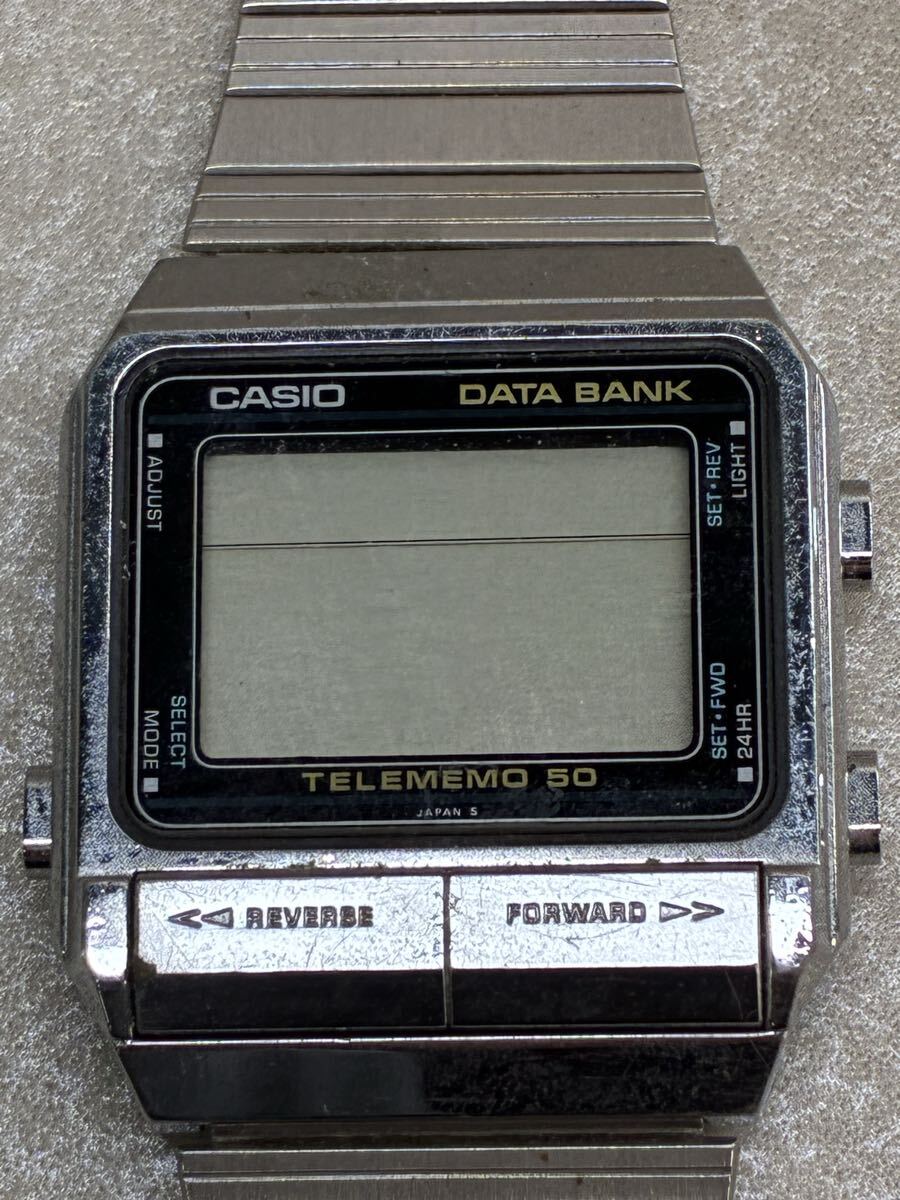 CASIO DATA BANK
ADJUST
SET·REV
LIGHT
SELECT
MODE
SET·FWD
24HR
TELEMEMO 50
JAPAN S
REVERSE
FORWARD